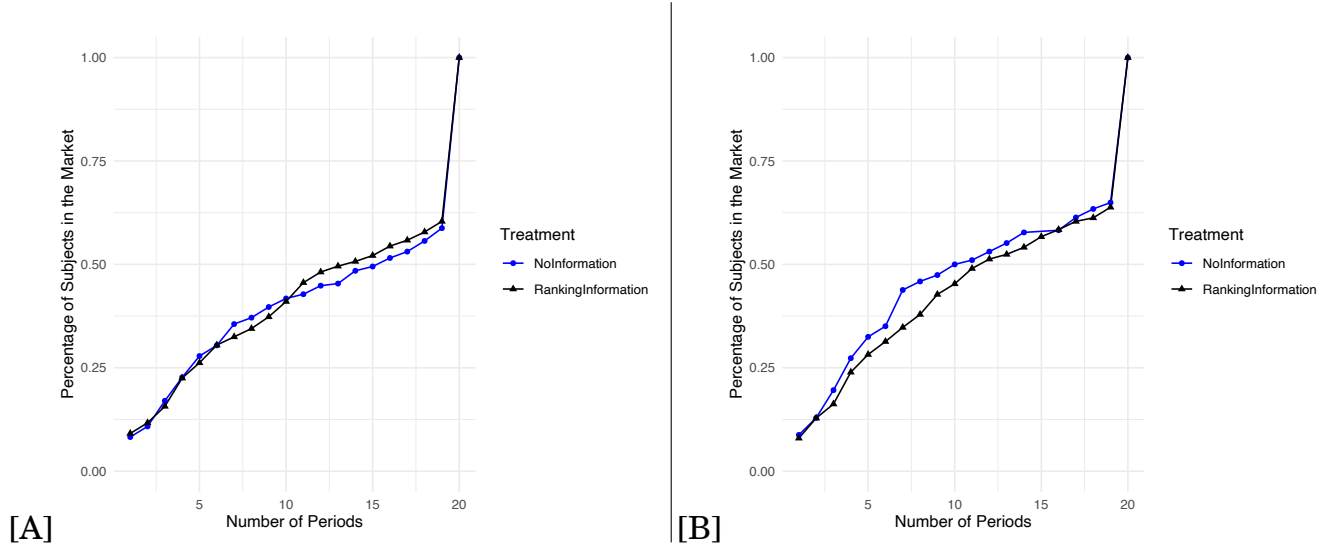 1.00
0.75
0.50
0.25
0.00
Percentage of Subjects in the Market
5 10 15 20
Number of Periods
Treatment
NoInformation
RankingInformation
[A]
1.00
0.75
0.50
0.25
0.00
Percentage of Subjects in the Market
5 10 15 20
Number of Periods
Treatment
NoInformation
RankingInformation
[B]